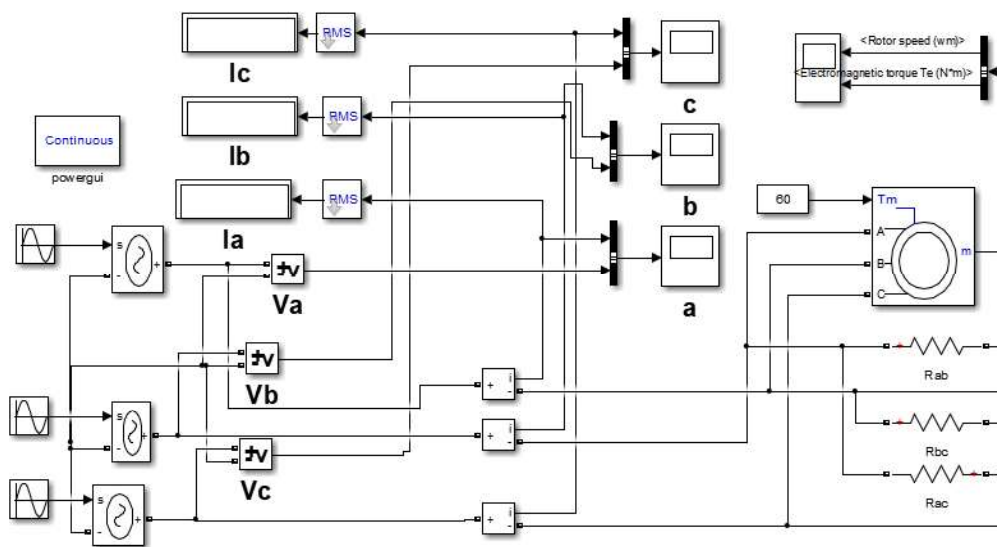 RMS
Ic
c
<Rotor speed (wm)>
<Electromagnetic torque Te (N*m)>
RMS
Ib
b
Continuous
powergui
RMS
Ia
a
60
Tm
A
B
C
m
s
-
+
+v
Va
+v
Vb
s
-
+
+v
Vc
s
-
+
+
i
-
+
i
-
+
i
-
Rab
Rbc
Rac